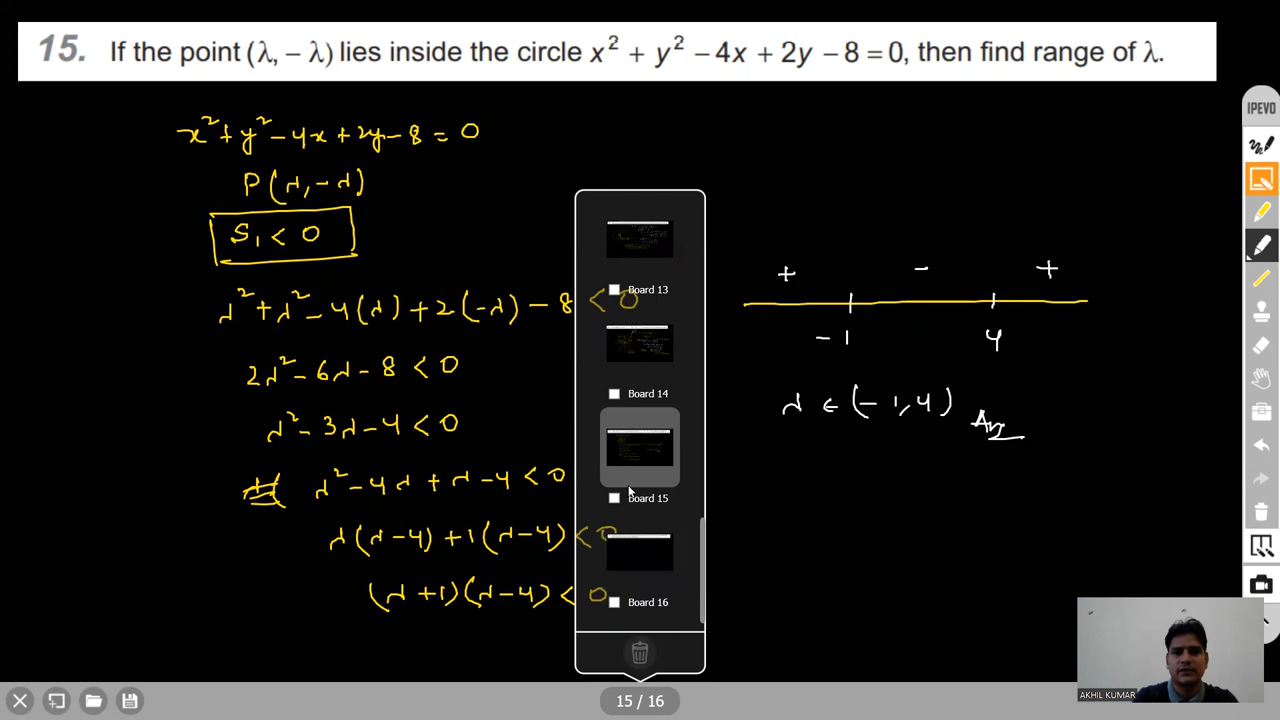 15. If the point (λ, – λ) lies inside the circle x² + y² – 4x + 2y – 8 = 0, then find range of λ.
x² + y² – 4x + 2y – 8 = 0
P(λ, – λ)
S₁ < 0
λ² + λ² – 4(λ) + 2(–λ) – 8 < 0
2λ² – 6λ – 8 < 0
λ² – 3λ – 4 < 0
λ² – 4λ + λ – 4 < 0
λ(λ – 4) + 1(λ – 4) < 0
(λ + 1)(λ – 4) < 0
Board 13
Board 14
Board 15
Board 16
15 / 16
+ – +
– 1 4
λ ∈ (– 1, 4) Ans
IPEVO
AKHIL KUMAR